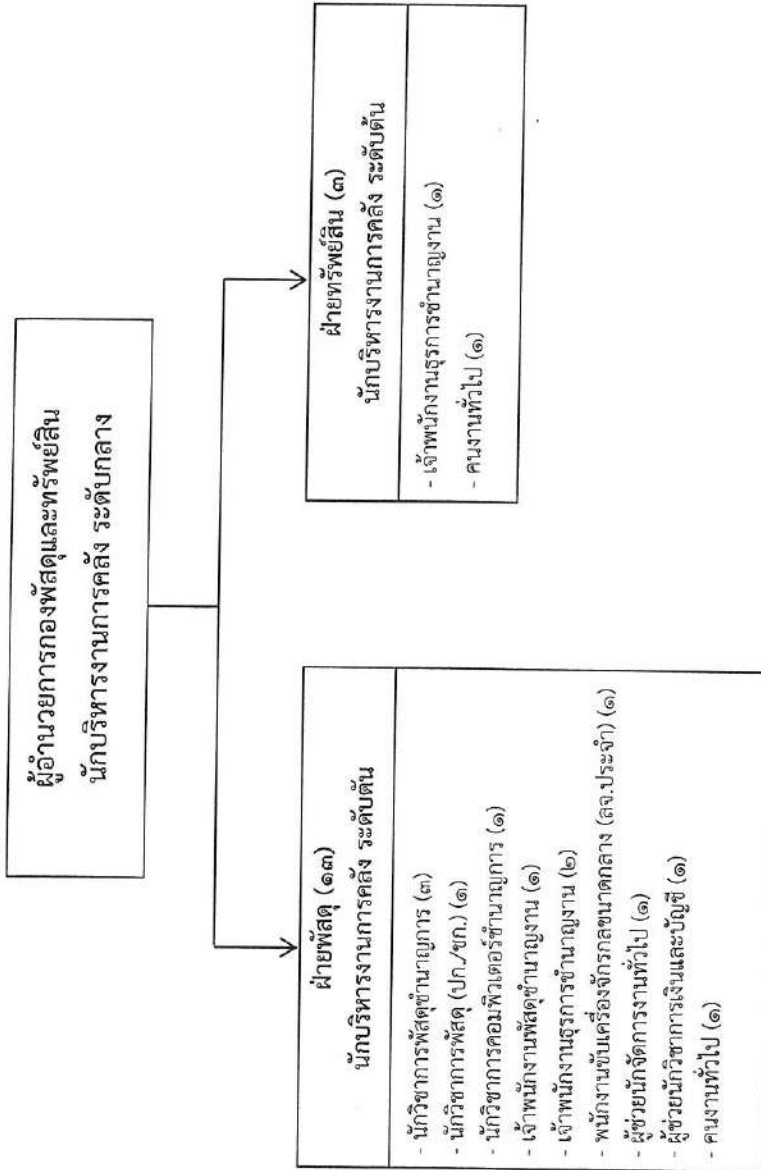 ผู้อำนวยการกองพัสดุและทรัพย์สิน
นักบริหารงานการคลัง ระดับกลาง
ฝ่ายพัสดุ (๑๓)
นักบริหารงานการคลัง ระดับต้น
- นักวิชาการพัสดุชำนาญการ (๓)
- นักวิชาการพัสดุ (ปก./ชก.) (๑)
- นักวิชาการคอมพิวเตอร์ชำนาญการ (๑)
- เจ้าพนักงานพัสดุชำนาญงาน (๑)
- เจ้าพนักงานธุรการชำนาญงาน (๒)
- พนักงานขับเครื่องจักรกลขนาดกลาง (ลจ.ประจำ) (๑)
- ผู้ช่วยนักจัดการงานทั่วไป (๑)
- ผู้ช่วยนักวิชาการเงินและบัญชี (๑)
- คนงานทั่วไป (๑)
ฝ่ายทรัพย์สิน (๓)
นักบริหารงานการคลัง ระดับต้น
- เจ้าพนักงานธุรการชำนาญงาน (๑)
- คนงานทั่วไป (๑)